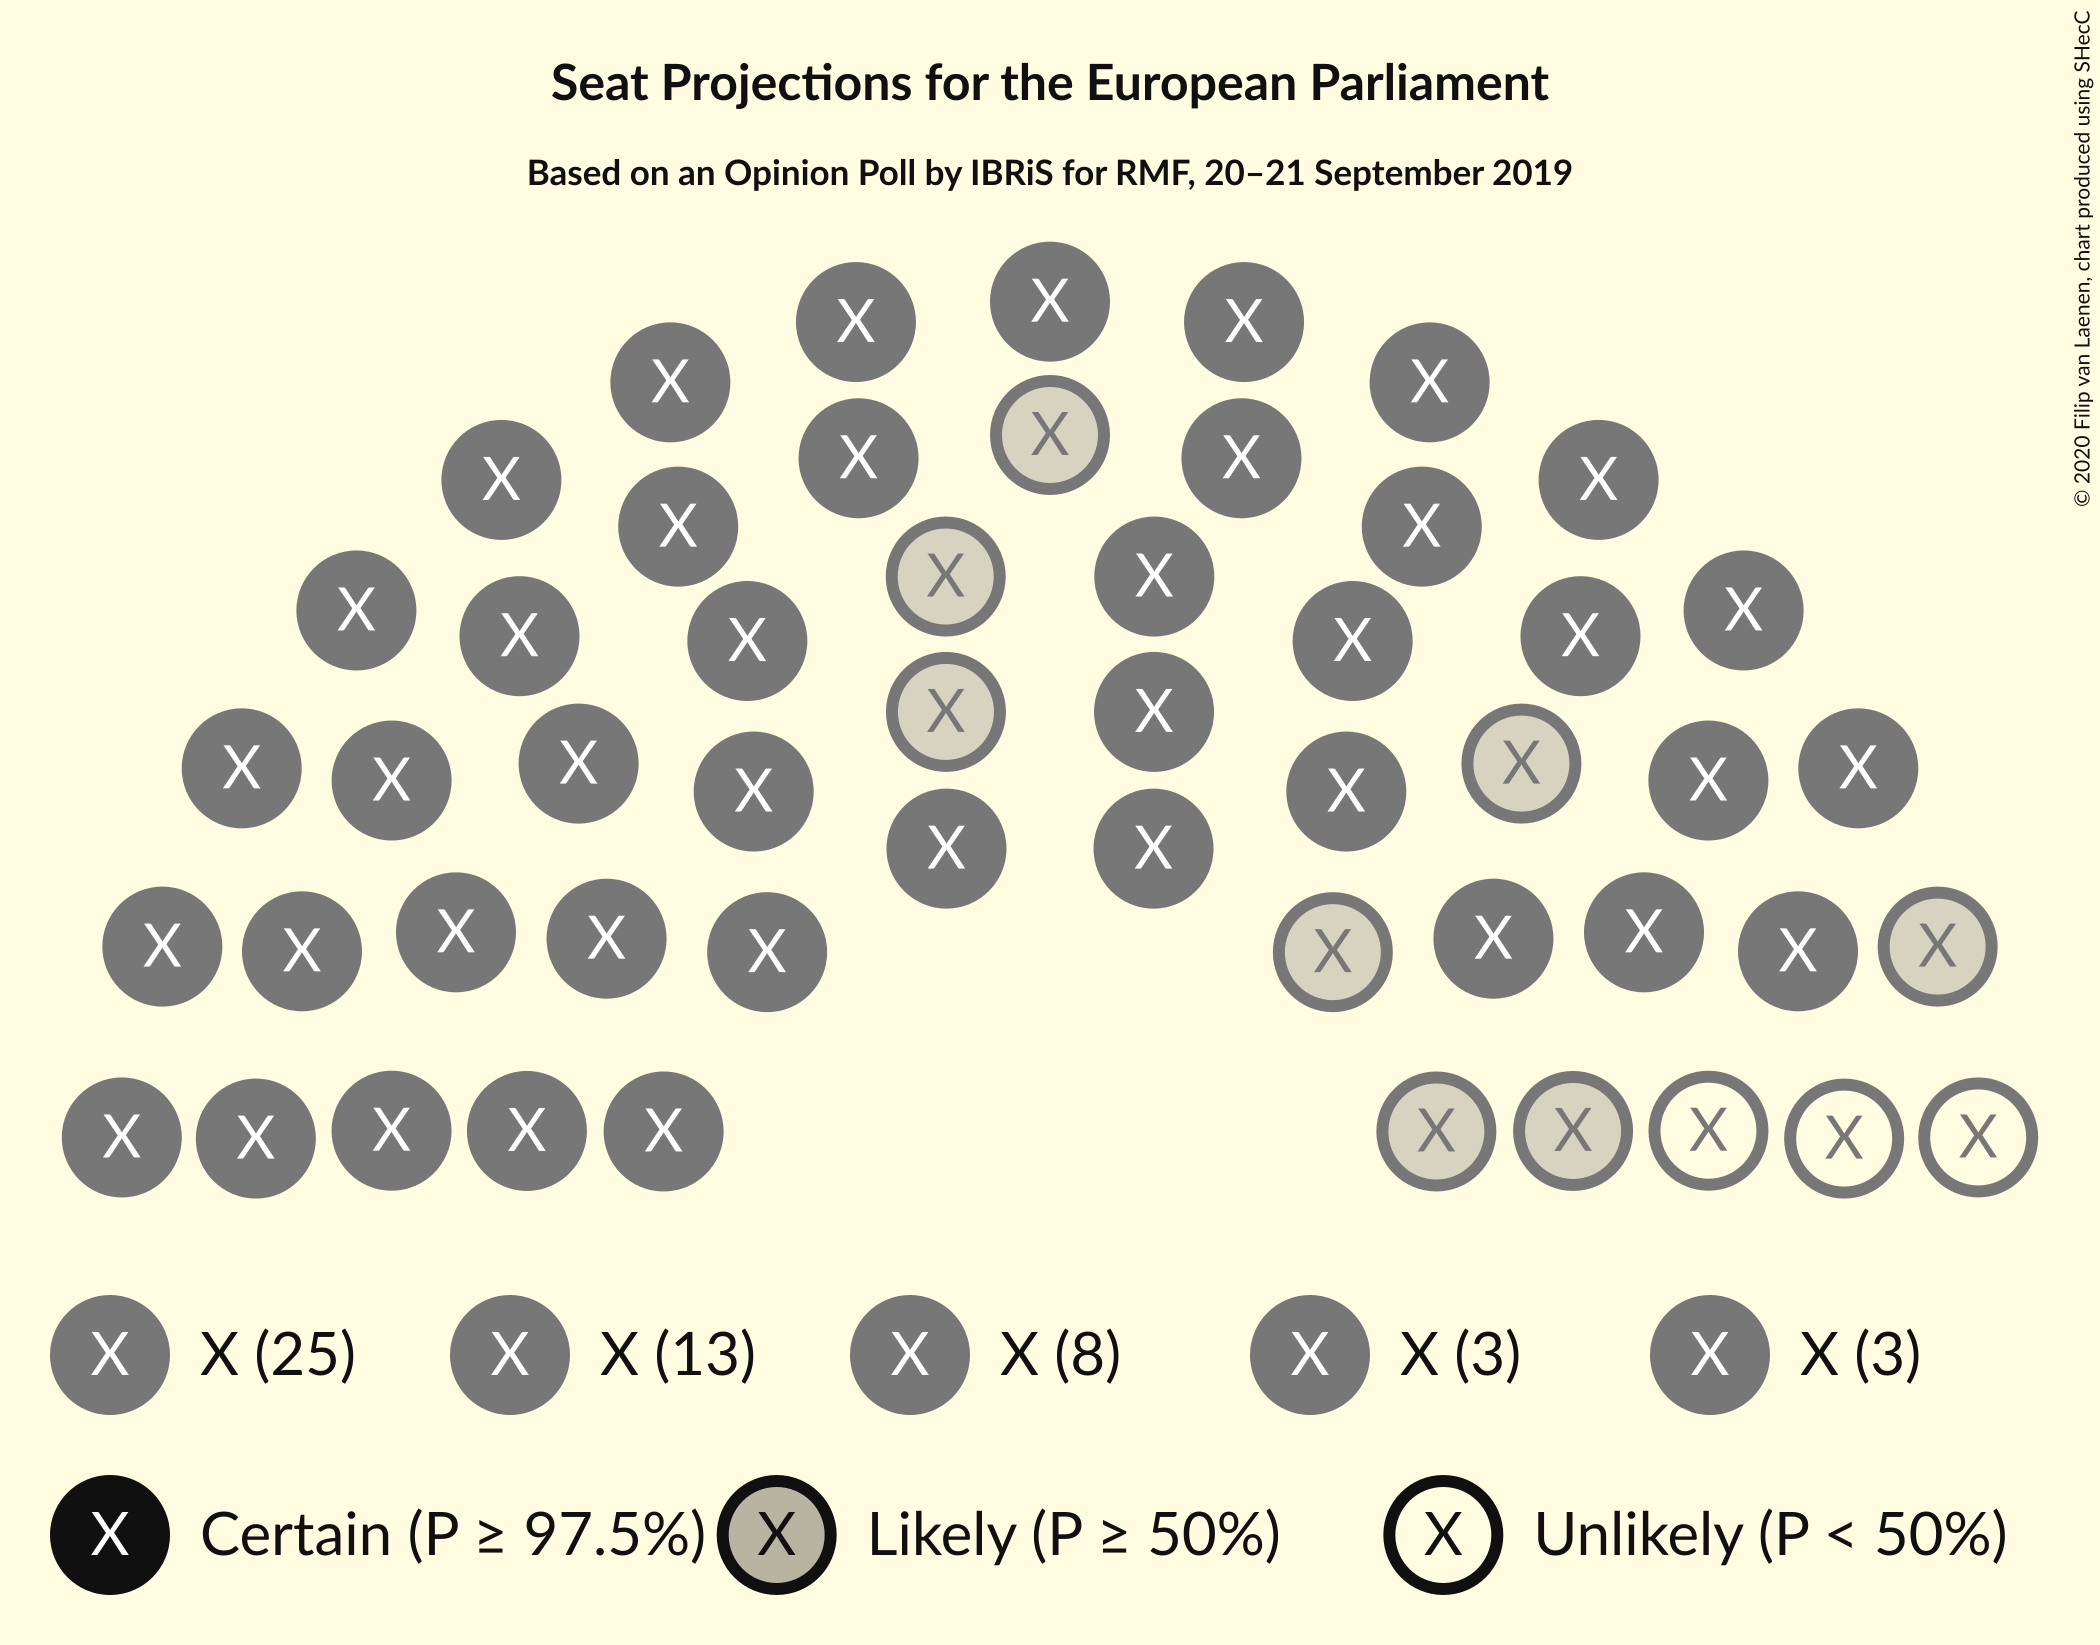 Seat Projections for the European Parliament
Based on an Opinion Poll by IBRiS for RMF, 20–21 September 2019
© 2020 Filip van Laenen, chart produced using SHecC
X X X
X X
X X X
X X
X X
X X
X X X X X X
X X
X X X X X X X X
X X
X X X X X X X X X X
X X X X X X X X X X
X X (25) X X (13) X X (8) X X (3) X X (3)
X Certain (P ≥ 97.5%) X Likely (P ≥ 50%) X Unlikely (P < 50%)